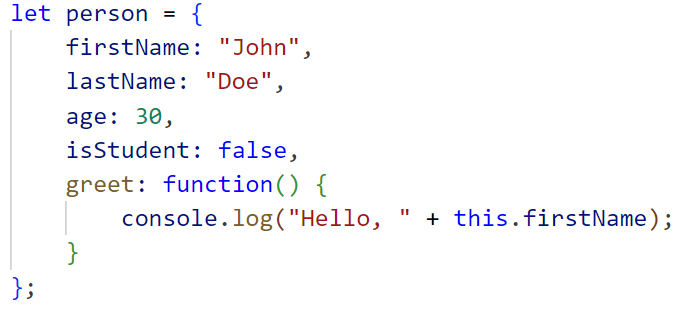 let person = {
    firstName: "John",
    lastName: "Doe",
    age: 30,
    isStudent: false,
    greet: function() {
        console.log("Hello, " + this.firstName);
    }
};